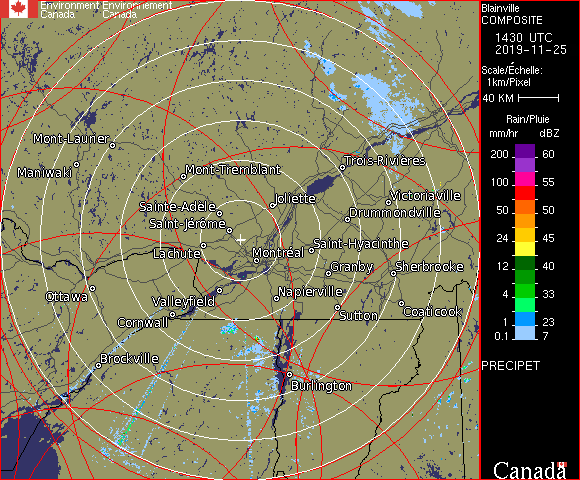 Environment Environnement
Canada Canada
Blainville
COMPOSITE
1430 UTC
2019-11-25
Scale/Échelle:
1km/Pixel
40 KM
Rain/Pluie
mm/hr dBZ
200 60
150 57
100 55
50 50
24 45
12 40
4 33
1 23
0.1 7
PRECIPET
Canada
Mont-Laurier
Maniwaki
Mont-Tremblant
Trois-Rivières
Joliette
Victoriaville
Sainte-Adèle
Drummondville
Saint-Jérôme
Lachute
Montréal
Saint-Hyacinthe
Granby
Sherbrooke
Ottawa
Valleyfield
Napierville
Cornwall
Sutton
Coaticook
Brockville
Burlington